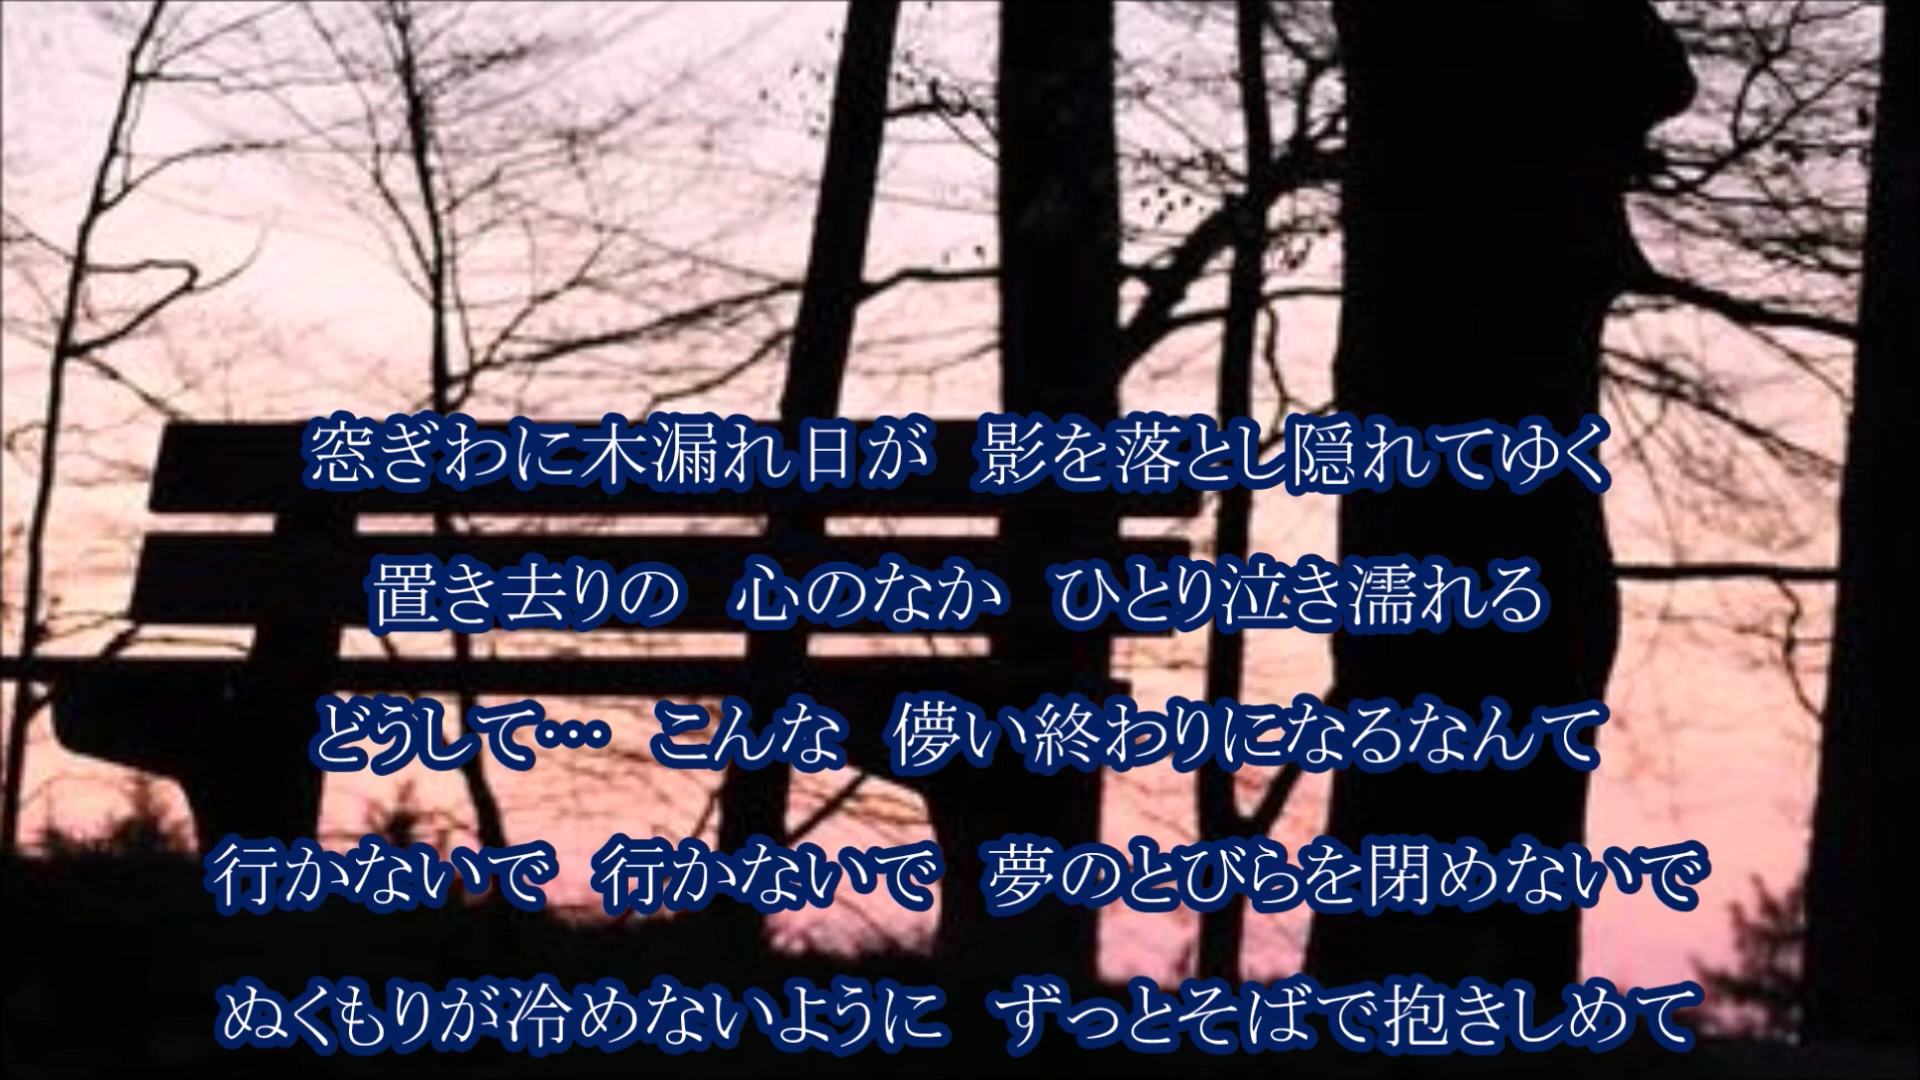 窓ぎわに木漏れ日が　影を落とし隠れてゆく
置き去りの　心のなか　ひとり泣き濡れる
どうして…　こんな　儚い終わりになるなんて
行かないで　行かないで　夢のとびらを閉めないで
ぬくもりが冷めないように　ずっとそばで抱きしめて